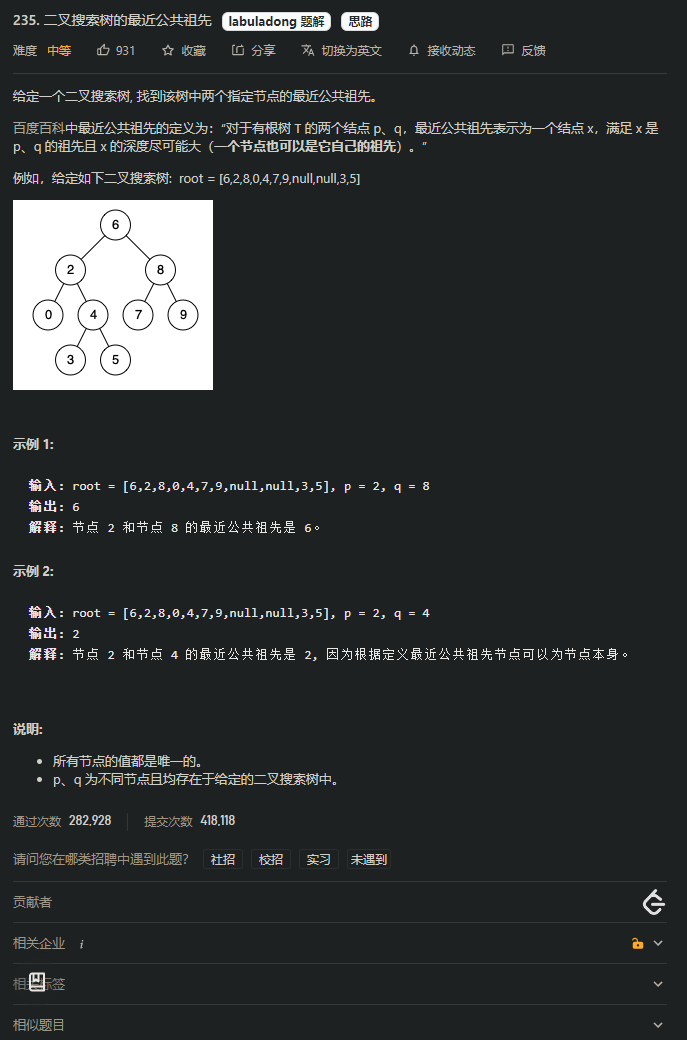 235. 二叉搜索树的最近公共祖先 labuladong 题解 思路
难度 中等 931 收藏 分享 切换为英文 接收动态 反馈
给定一个二叉搜索树, 找到该树中两个指定节点的最近公共祖先。
百度百科中最近公共祖先的定义为：“对于有根树 T 的两个结点 p、q，最近公共祖先表示为一个结点 x，满足 x 是
p、q 的祖先且 x 的深度尽可能大（一个节点也可以是它自己的祖先）。”
例如，给定如下二叉搜索树: root = [6,2,8,0,4,7,9,null,null,3,5]
6
2 8
0 4 7 9
3 5
示例 1:
输入: root = [6,2,8,0,4,7,9,null,null,3,5], p = 2, q = 8
输出: 6
解释: 节点 2 和节点 8 的最近公共祖先是 6。
示例 2:
输入: root = [6,2,8,0,4,7,9,null,null,3,5], p = 2, q = 4
输出: 2
解释: 节点 2 和节点 4 的最近公共祖先是 2, 因为根据定义最近公共祖先节点可以为节点本身。
说明:
所有节点的值都是唯一的。
p、q 为不同节点且均存在于给定的二叉搜索树中。
通过次数 282,928 提交次数 418,118
请问您在哪类招聘中遇到此题? 社招 校招 实习 未遇到
贡献者
相关企业 i
相关标签
相似题目